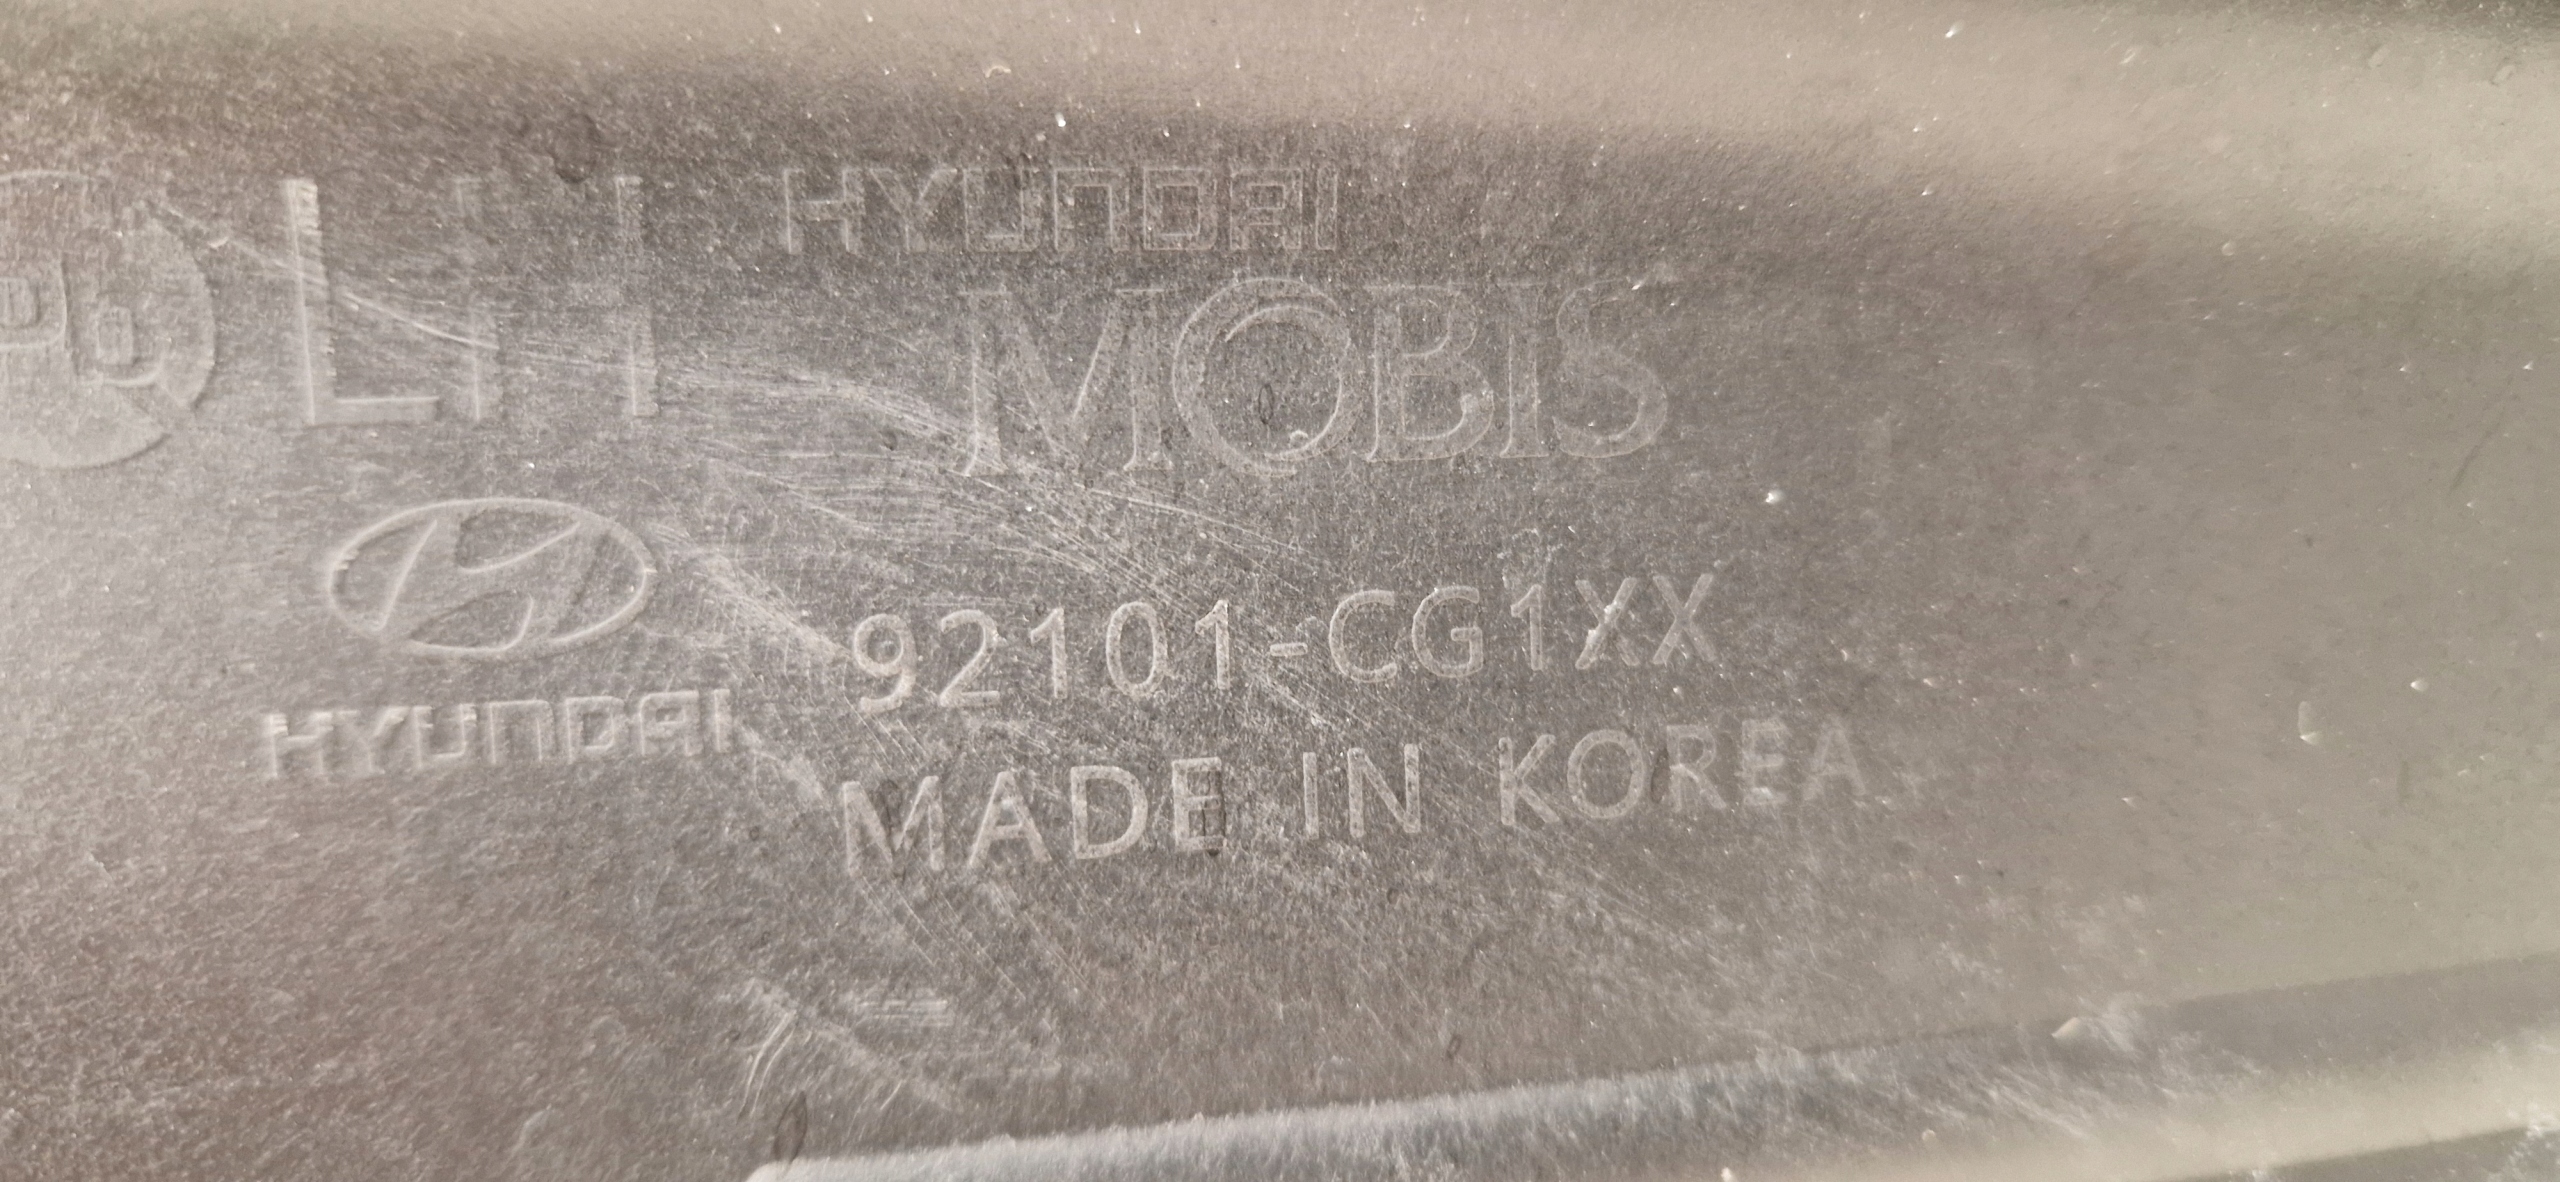 LH HYUNDAI
MOBIS
HYUNDAI
92101-CG1XX
MADE IN KOREA